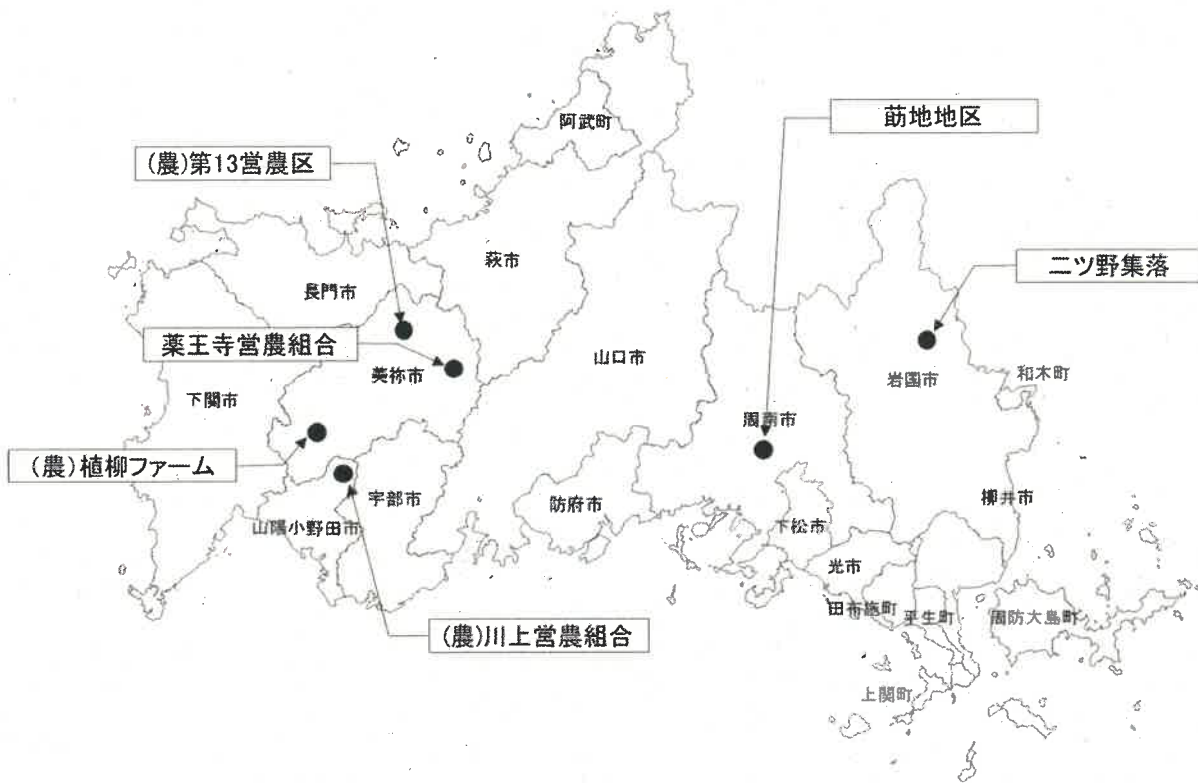 阿武町
莇地地区
(農)第13営農区
萩市
二ツ野集落
長門市
薬王寺営農組合
山口市
美祢市
岩国市
和木町
下関市
周南市
(農)植柳ファーム
宇部市
防府市
柳井市
山陽小野田市
下松市
光市
田布施町
平生町
周防大島町
(農)川上営農組合
上関町